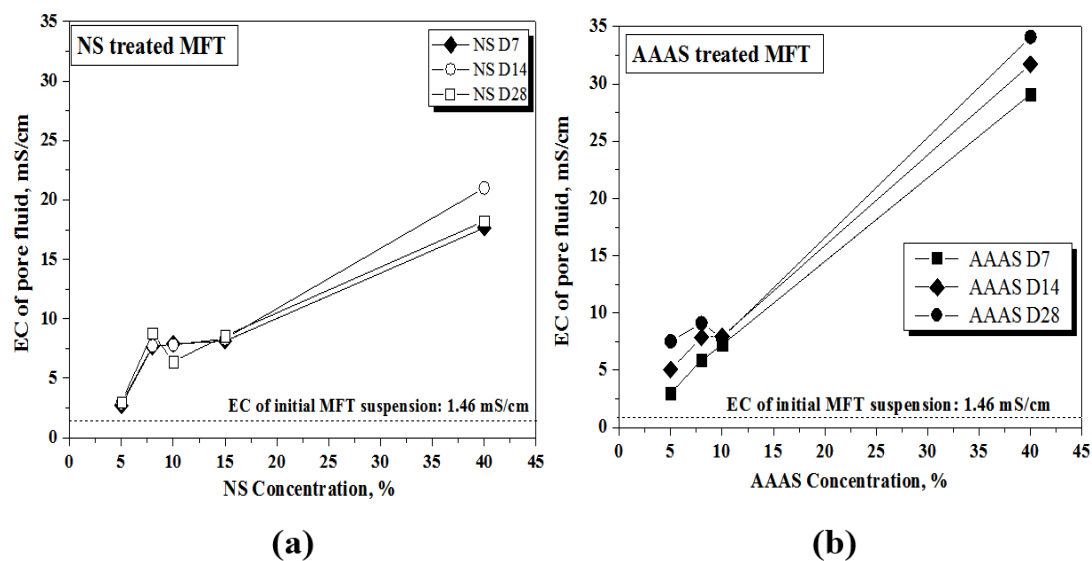 NS treated MFT
NS D7
NS D14
NS D28
EC of pore fluid, mS/cm
35
30
25
20
15
10
5
0
EC of initial MFT suspension: 1.46 mS/cm
0 5 10 15 20 25 30 35 40 45
NS Concentration, %
(a)
AAAS treated MFT
AAAS D7
AAAS D14
AAAS D28
EC of pore fluid, mS/cm
35
30
25
20
15
10
5
0
EC of initial MFT suspension: 1.46 mS/cm
0 5 10 15 20 25 30 35 40 45
AAAS Concentration, %
(b)